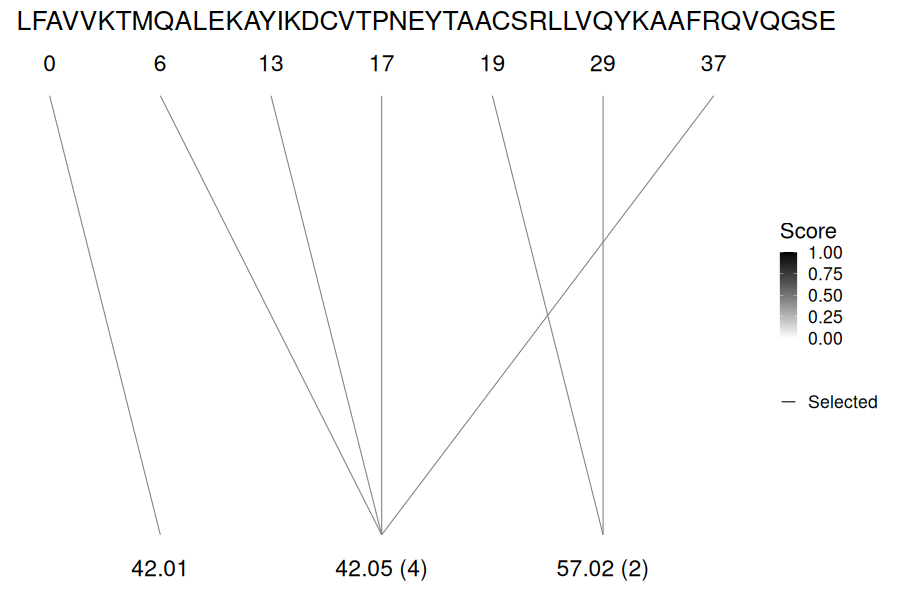 LFAVVKTMQALEKAYIKDCVTPNEYTAACSRLLVQYKAAFRQVQGSE
0 6 13 17 19 29 37
Score
1.00
0.75
0.50
0.25
0.00
Selected
42.01 42.05 (4) 57.02 (2)